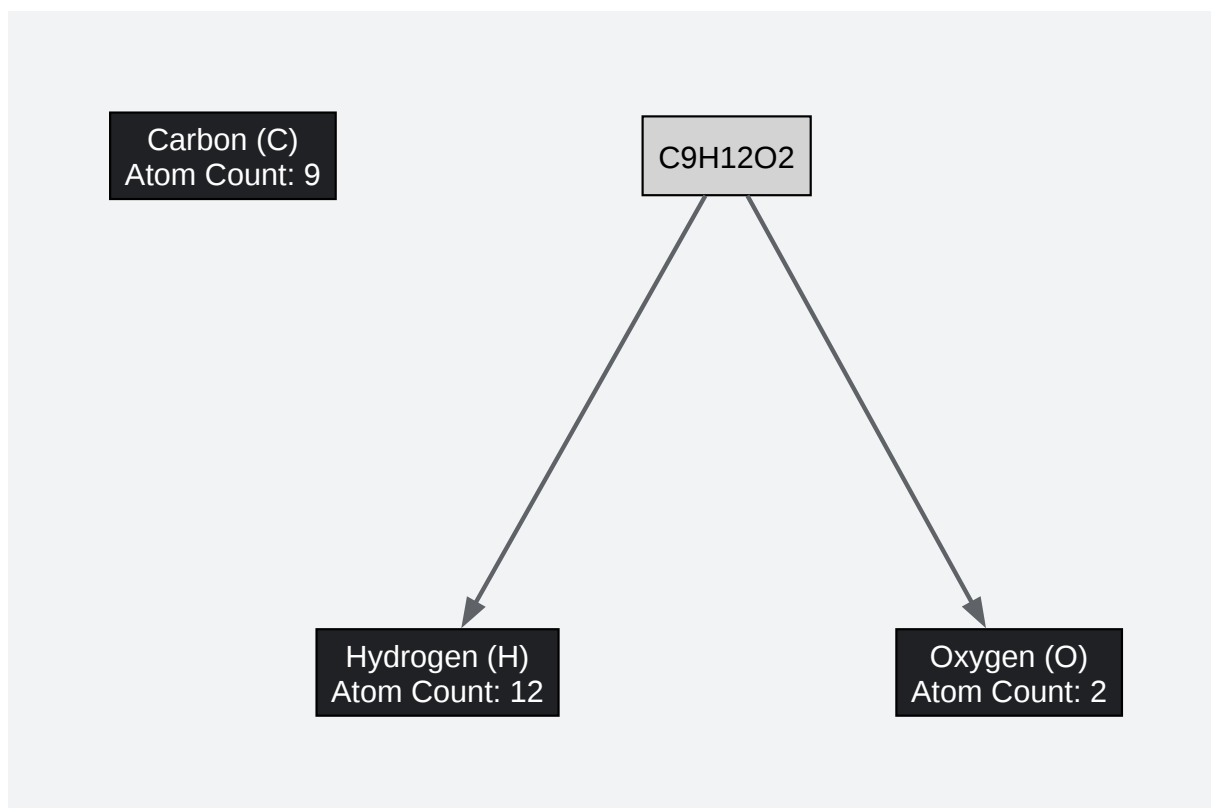 Carbon (C)
Atom Count: 9
C9H12O2
Hydrogen (H)
Atom Count: 12
Oxygen (O)
Atom Count: 2